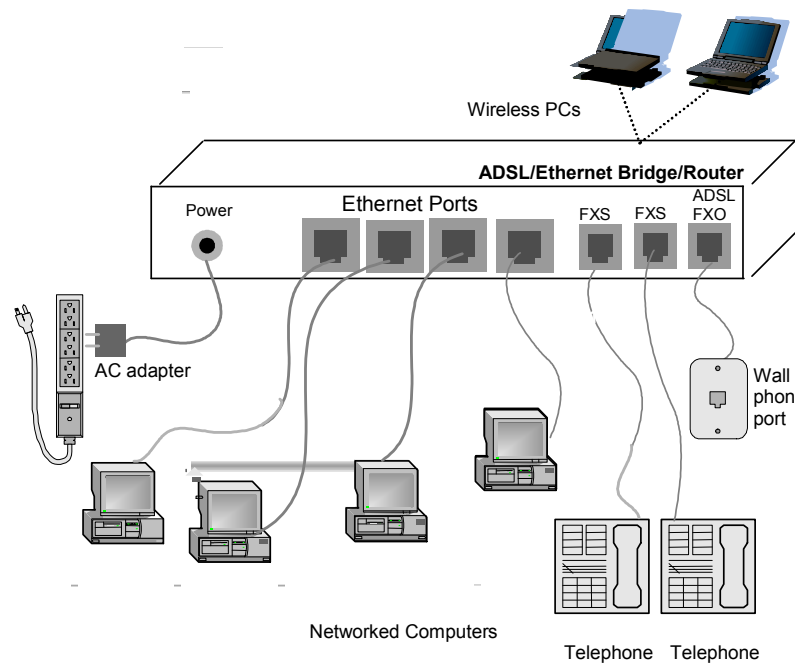 Wireless PCs
ADSL/Ethernet Bridge/Router
Power
Ethernet Ports
FXS
FXS
ADSL
FXO
AC adapter
Wall
phon
port
Networked Computers
Telephone
Telephone